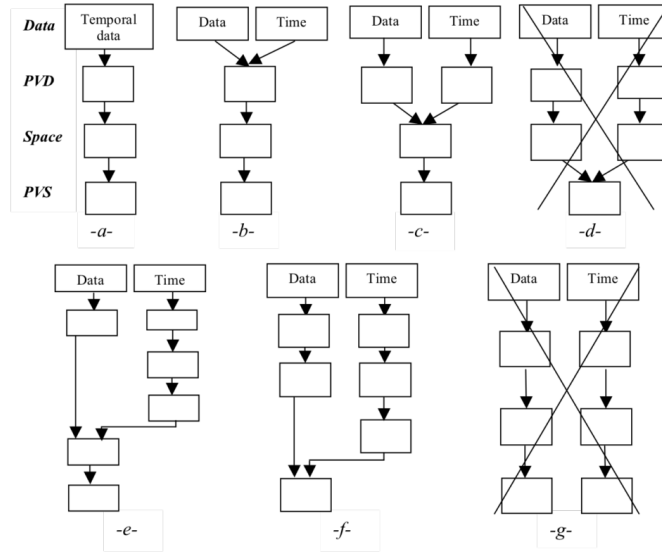 Data
Temporal
data
Data
Time
Data
Time
Data
Time
PVD
Space
PVS
-a-
-b-
-c-
-d-
Data
Time
Data
Time
Data
Time
-e-
-f-
-g-